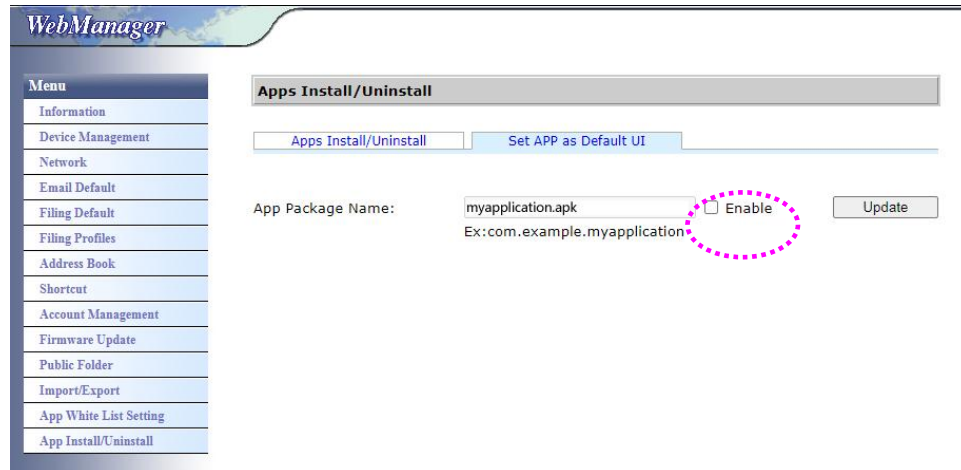 WebManager
Menu
Information
Device Management
Network
Email Default
Filing Default
Filing Profiles
Address Book
Shortcut
Account Management
Firmware Update
Public Folder
Import/Export
App White List Setting
App Install/Uninstall
Apps Install/Uninstall
Apps Install/Uninstall Set APP as Default UI
App Package Name: myapplication.apk Enable Update
Ex:com.example.myapplication